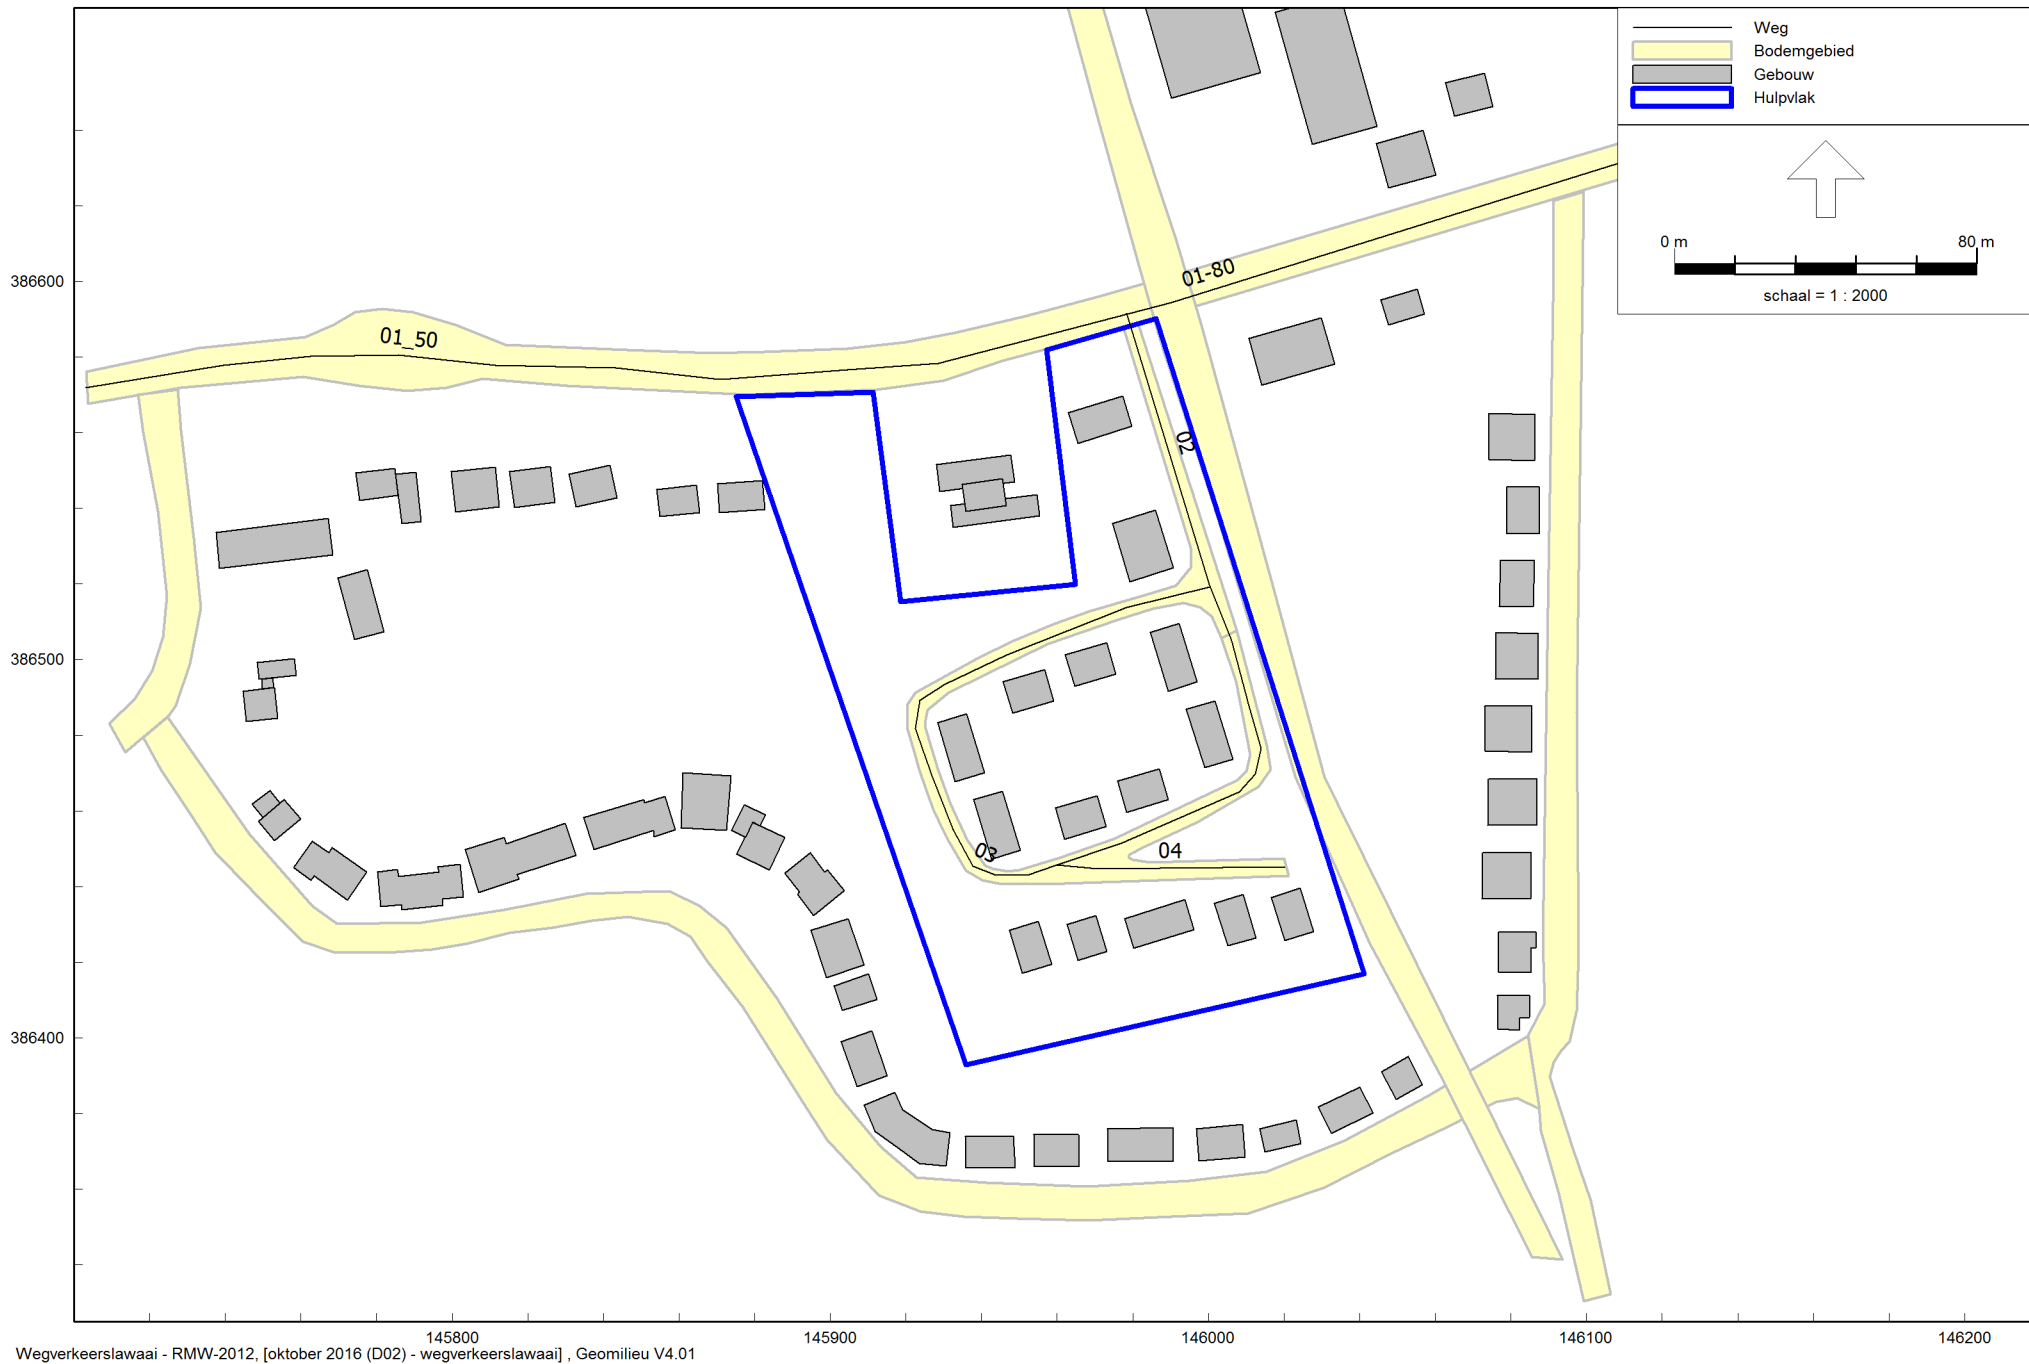 Weg
Bodemgebied
Gebouw
Hulpvlak
0 m 80 m
schaal = 1 : 2000
386600
01-80
01_50
02
386500
03
04
386400
145800 145900 146000 146100 146200
Wegverkeerslawaai - RMW-2012, [oktober 2016 (D02) - wegverkeerslawaai] , Geomilieu V4.01